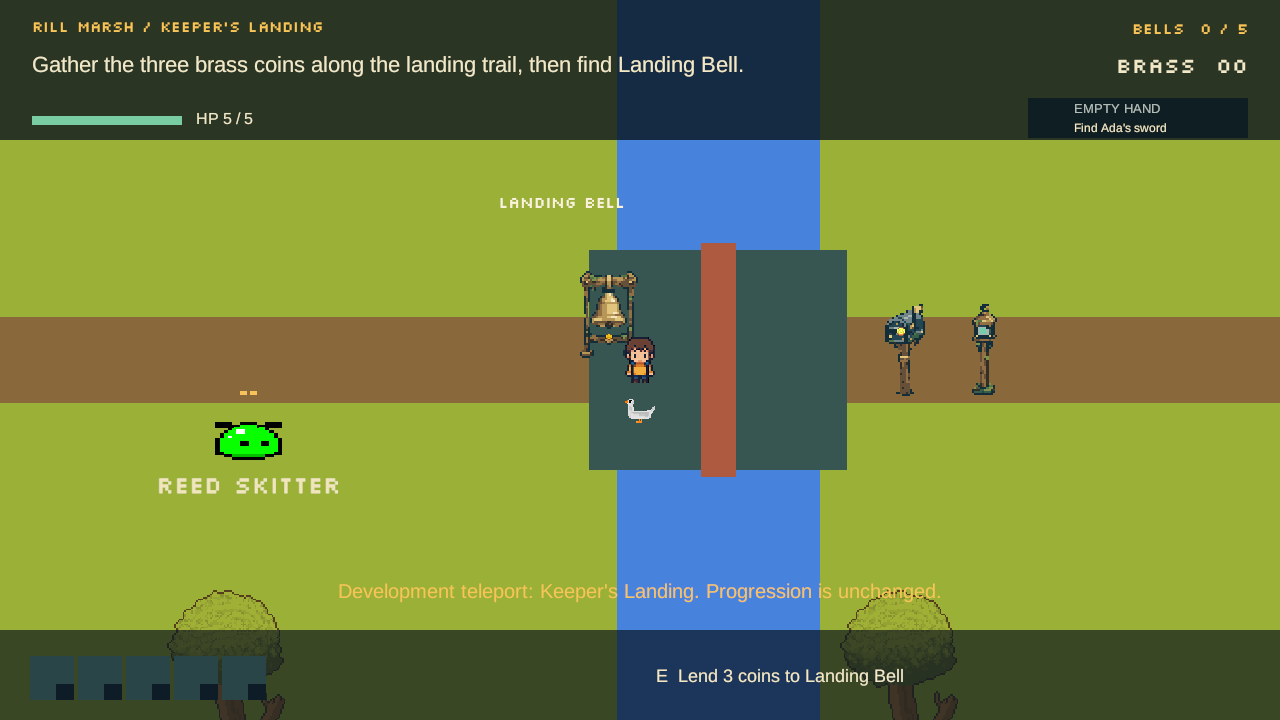 RILL MARSH / KEEPER'S LANDING
BELLS 0 / 5
Gather the three brass coins along the landing trail, then find Landing Bell.
BRASS 00
HP 5 / 5
EMPTY HAND
Find Ada's sword
LANDING BELL
REED SKITTER
Development teleport: Keeper's Landing. Progression is unchanged.
E Lend 3 coins to Landing Bell